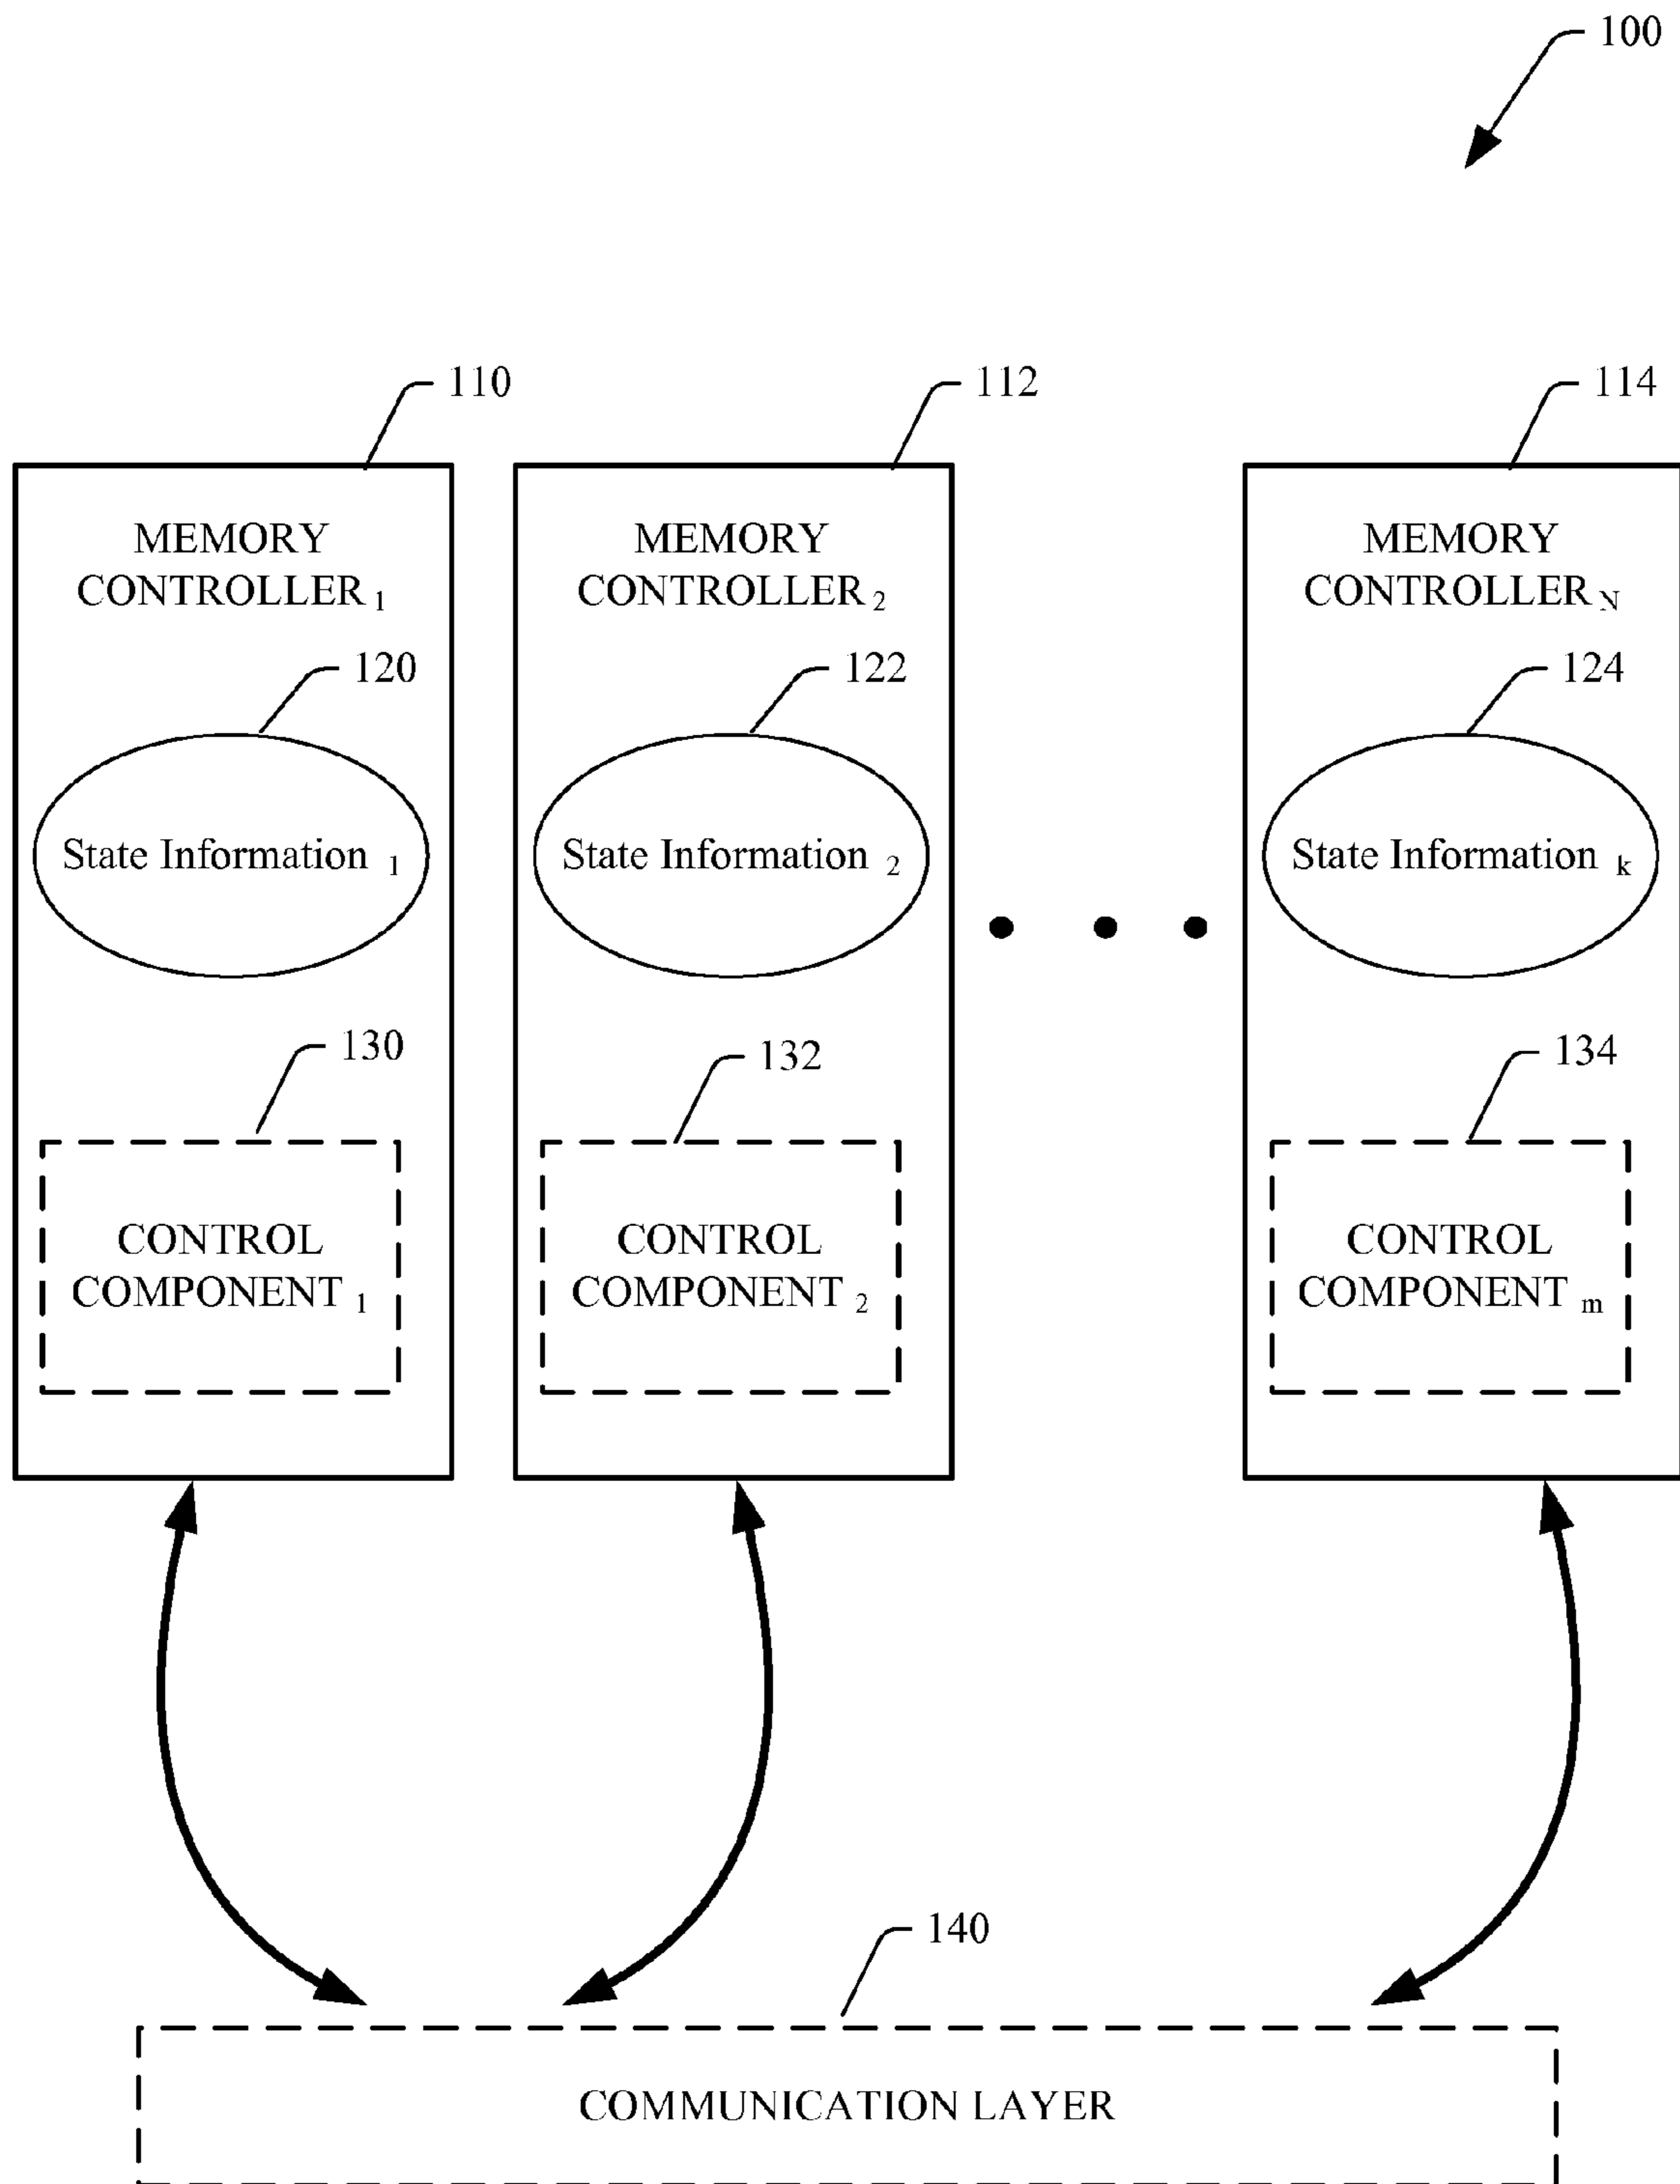 100
110
112
114
MEMORY
CONTROLLER 1
MEMORY
CONTROLLER 2
MEMORY
CONTROLLER N
120
122
124
State Information 1
State Information 2
State Information k
130
132
134
CONTROL
COMPONENT 1
CONTROL
COMPONENT 2
CONTROL
COMPONENT m
140
COMMUNICATION LAYER